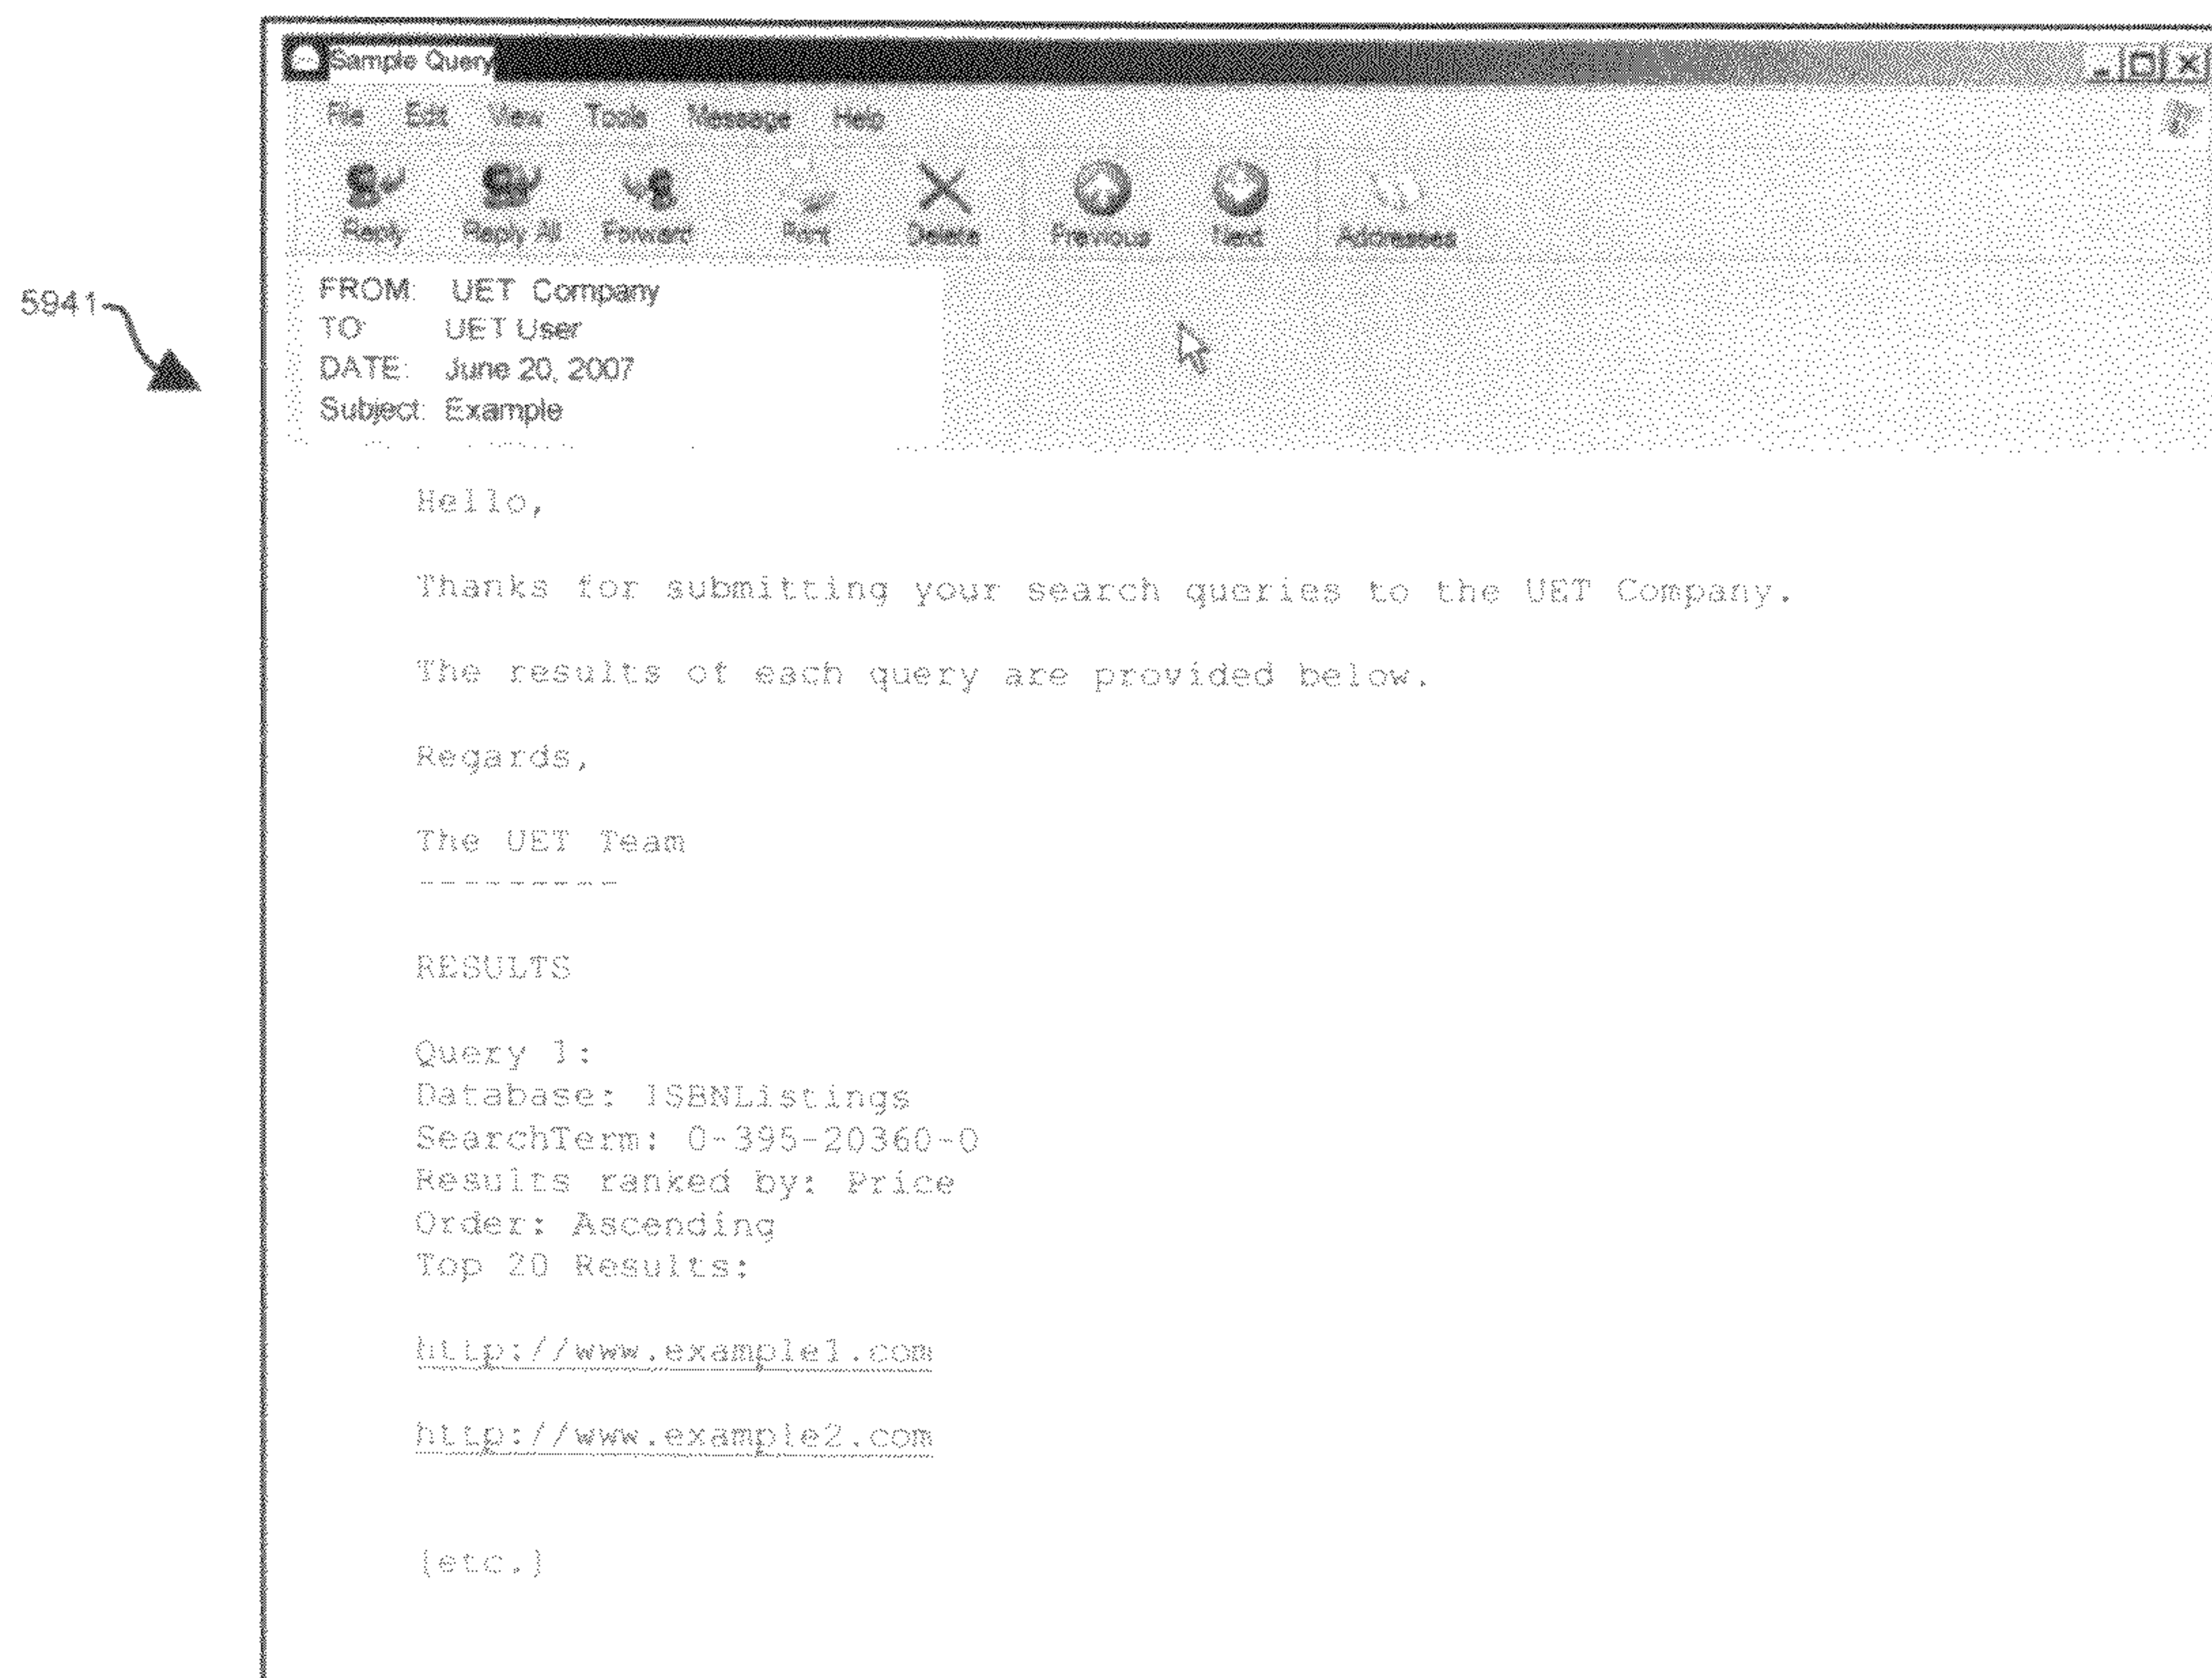 Sample Query
File Edit View Tools Message Help
Reply Reply All Forward Print Delete Previous Next Addresses
5941
FROM: UET Company
TO: UET User
DATE: June 20, 2007
Subject: Example
Hello,
Thanks for submitting your search queries to the UET Company.
The results of each query are provided below.
Regards,
The UET Team
---------
RESULTS
Query 1:
Database: ISBNListings
SearchTerm: 0-395-20360-0
Results ranked by: Price
Order: Ascending
Top 20 Results:
http://www.example1.com
http://www.example2.com
[etc.]